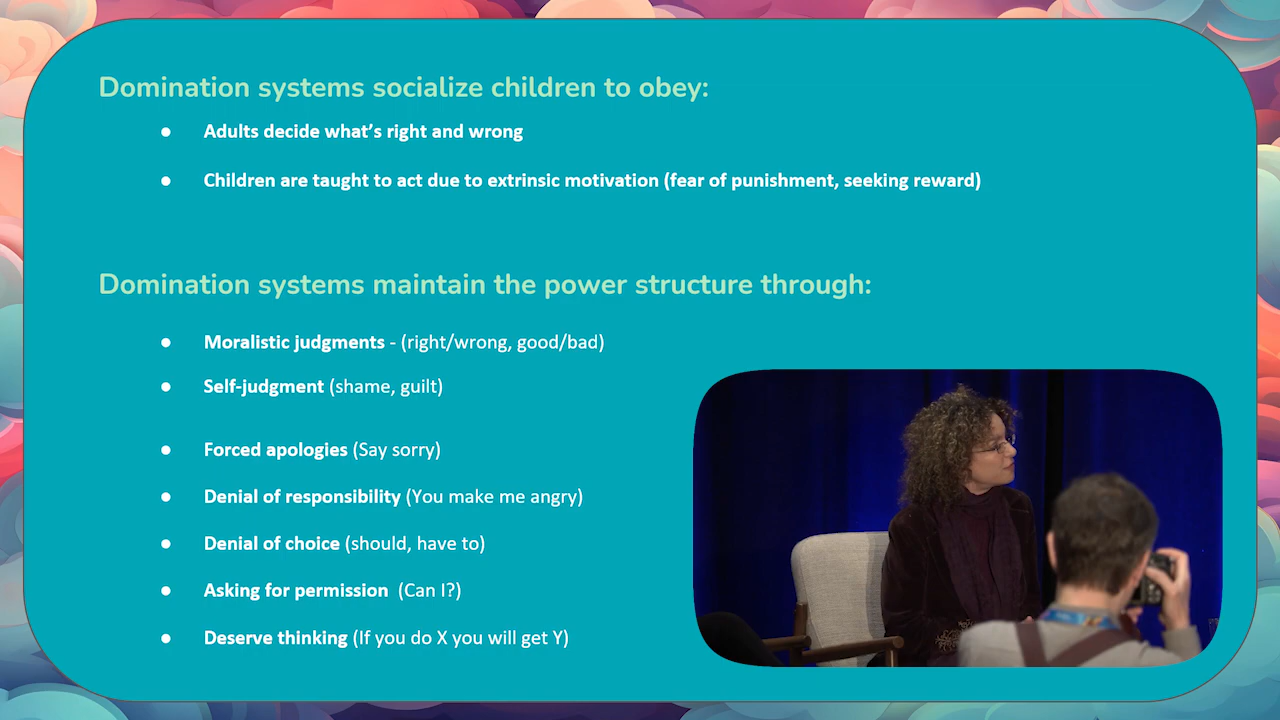 Domination systems socialize children to obey:
● Adults decide what’s right and wrong
● Children are taught to act due to extrinsic motivation (fear of punishment, seeking reward)
Domination systems maintain the power structure through:
● Moralistic judgments - (right/wrong, good/bad)
● Self-judgment (shame, guilt)
● Forced apologies (Say sorry)
● Denial of responsibility (You make me angry)
● Denial of choice (should, have to)
● Asking for permission (Can I?)
● Deserve thinking (If you do X you will get Y)